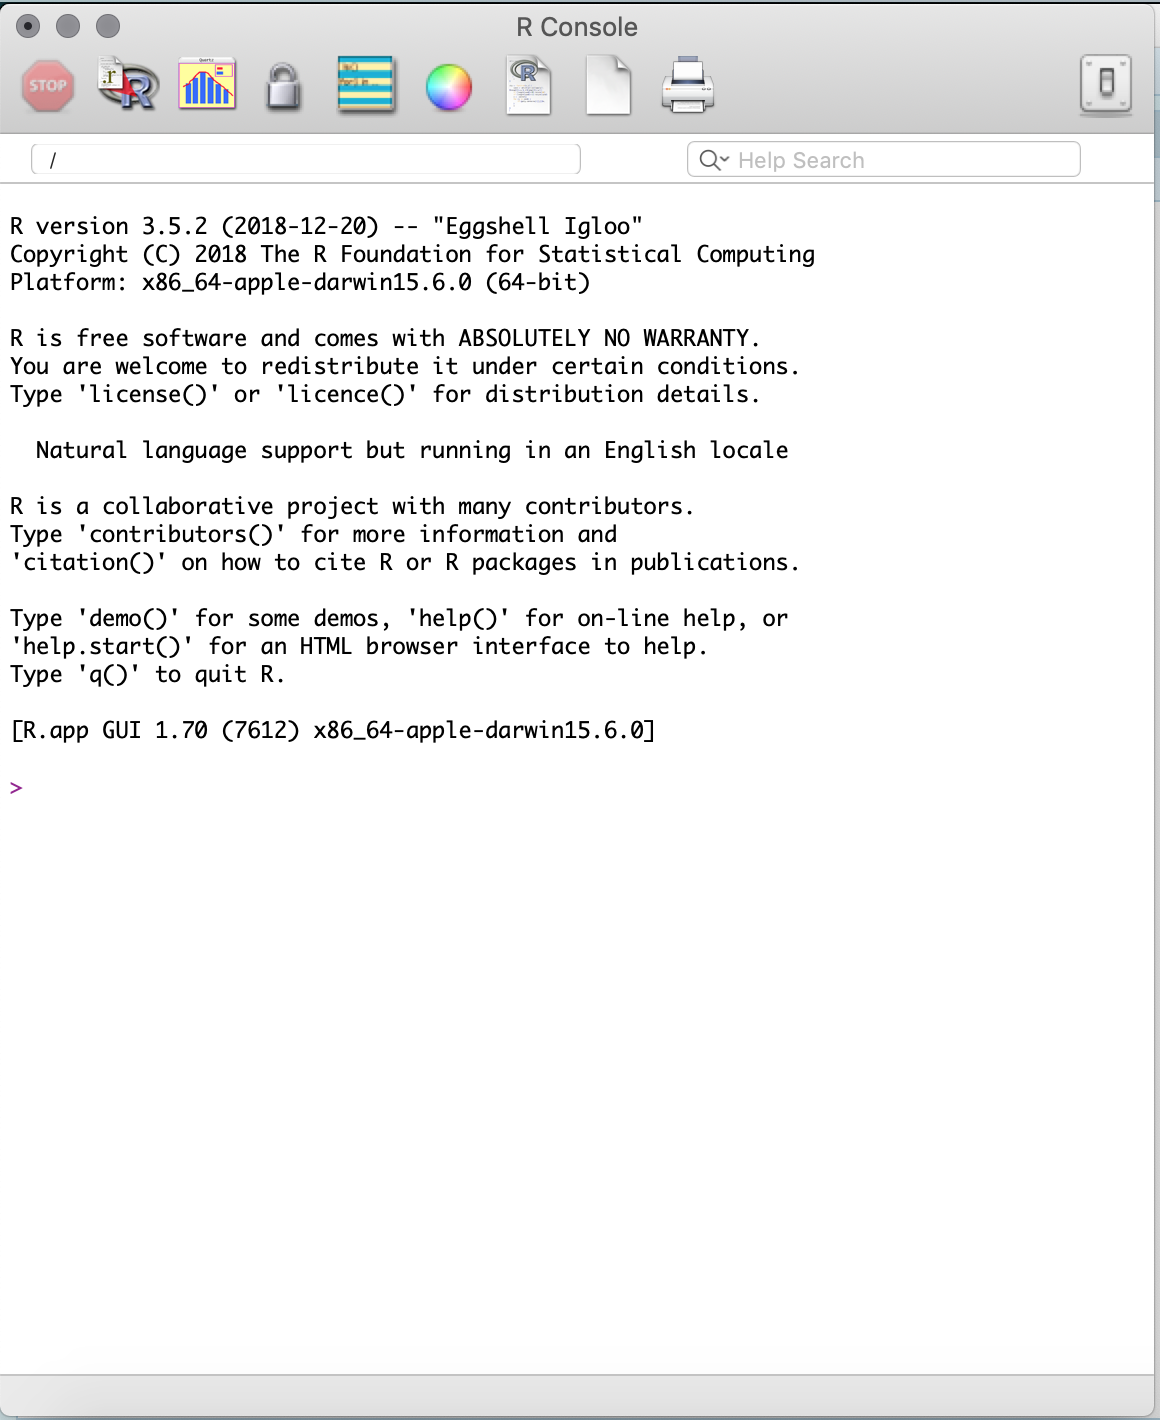 R Console
STOP
/
Help Search
R version 3.5.2 (2018-12-20) -- "Eggshell Igloo"
Copyright (C) 2018 The R Foundation for Statistical Computing
Platform: x86_64-apple-darwin15.6.0 (64-bit)
R is free software and comes with ABSOLUTELY NO WARRANTY.
You are welcome to redistribute it under certain conditions.
Type 'license()' or 'licence()' for distribution details.
Natural language support but running in an English locale
R is a collaborative project with many contributors.
Type 'contributors()' for more information and
'citation()' on how to cite R or R packages in publications.
Type 'demo()' for some demos, 'help()' for on-line help, or
'help.start()' for an HTML browser interface to help.
Type 'q()' to quit R.
[R.app GUI 1.70 (7612) x86_64-apple-darwin15.6.0]
>